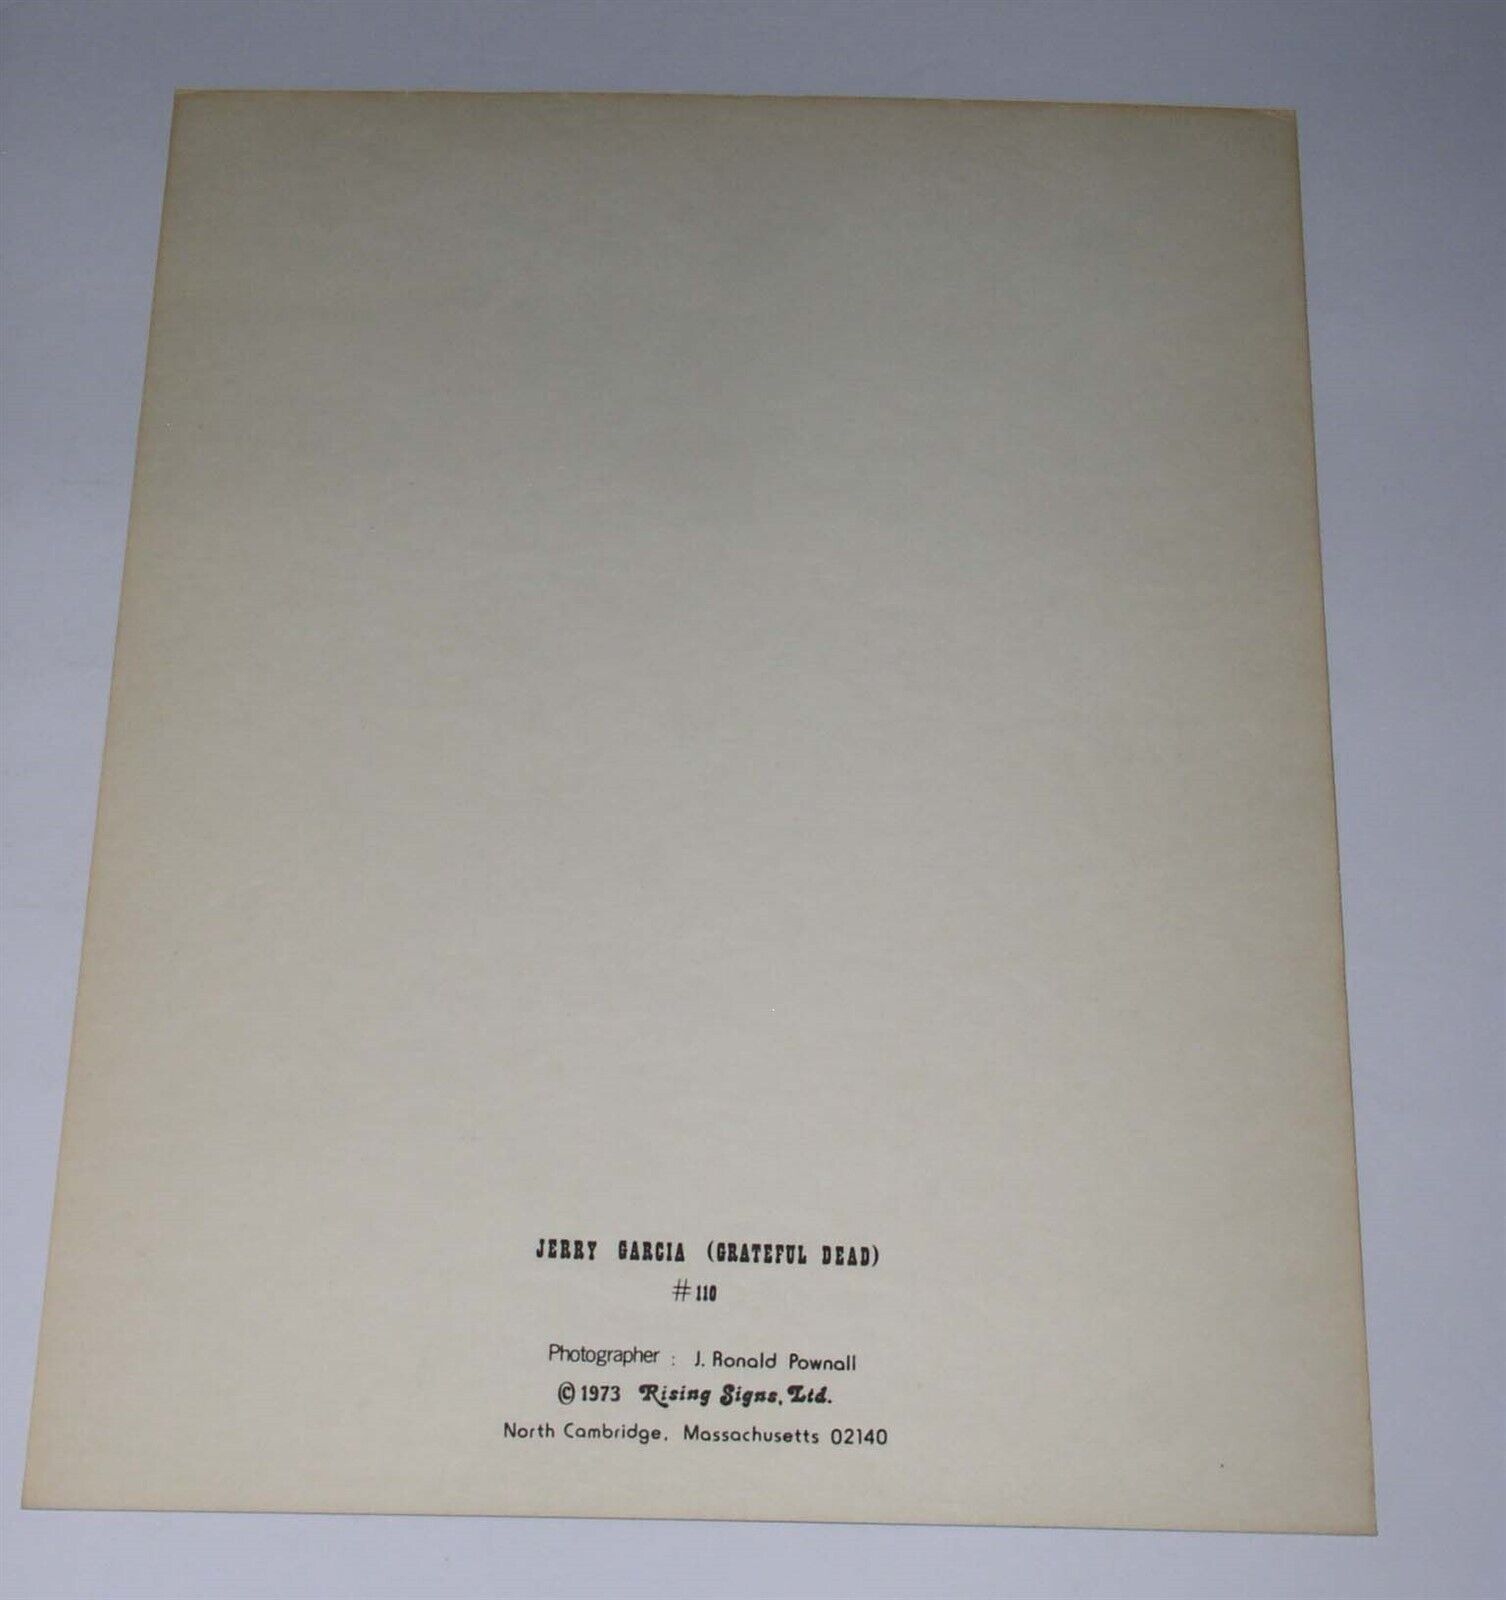 JERRY GARCIA (GRATEFUL DEAD)
#110
Photographer : J. Ronald Pownall
© 1973 Rising Signs, Ltd.
North Cambridge, Massachusetts 02140